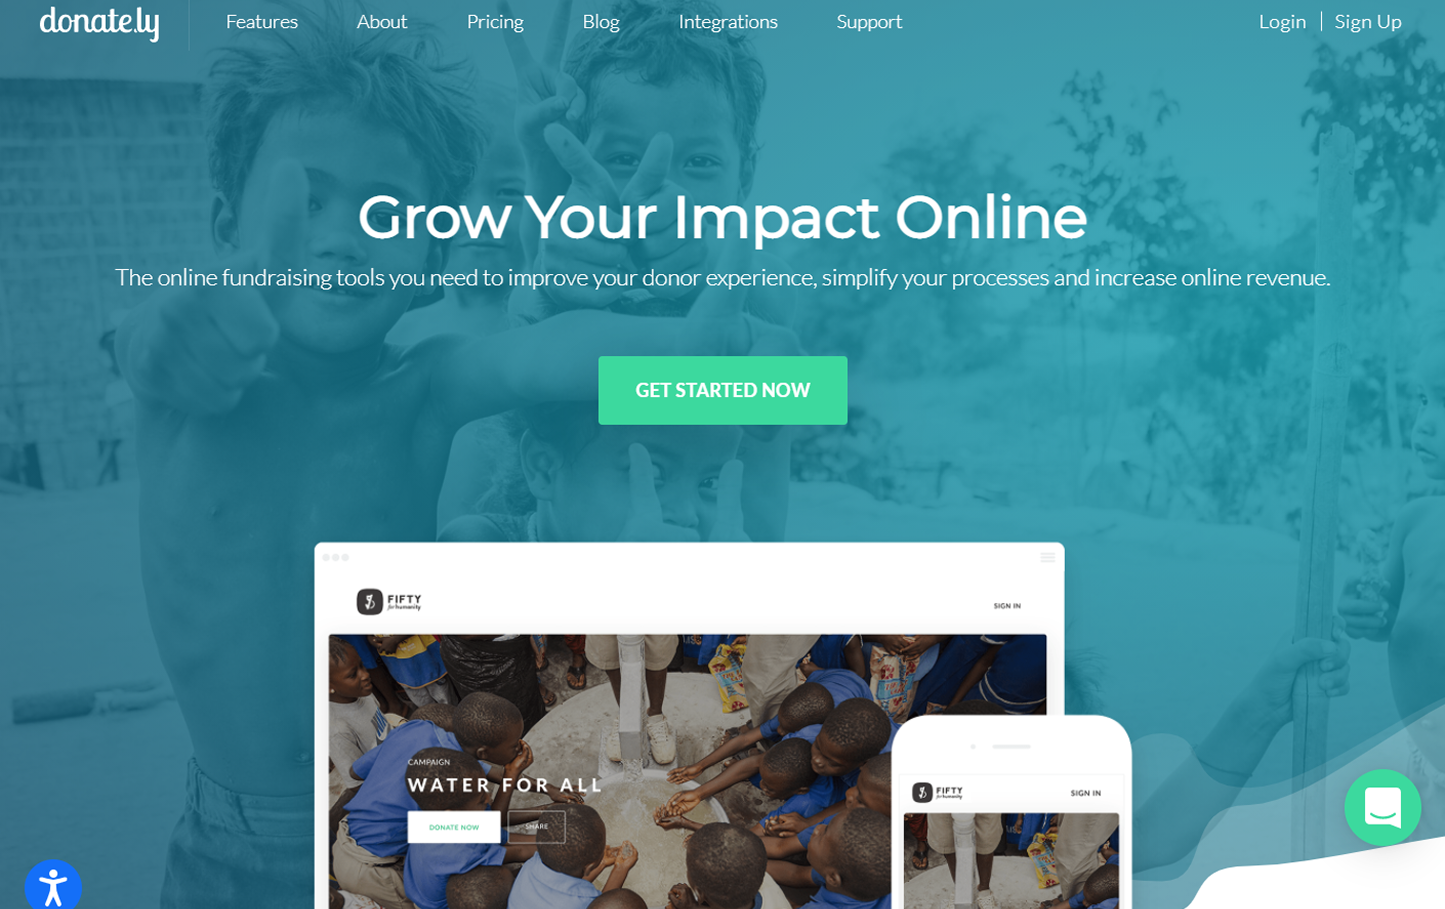 donate.ly
Features
About
Pricing
Blog
Integrations
Support
Login
Sign Up
Grow Your Impact Online
The online fundraising tools you need to improve your donor experience, simplify your processes and increase online revenue.
GET STARTED NOW
FIFTY
for humanity
SIGN IN
CAMPAIGN
WATER FOR ALL
DONATE NOW
SHARE
FIFTY
for humanity
SIGN IN